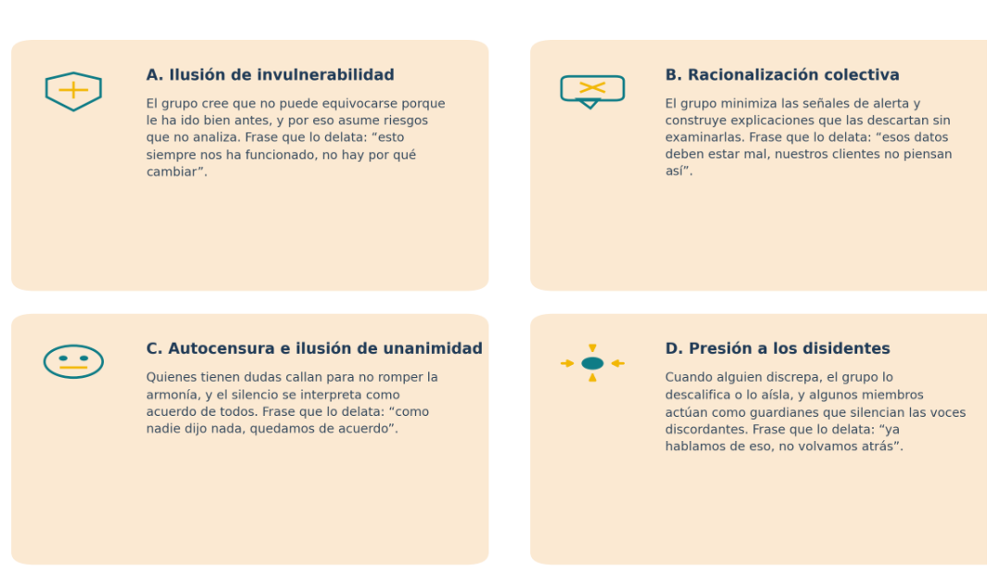 A. Ilusión de invulnerabilidad
El grupo cree que no puede equivocarse porque
le ha ido bien antes, y por eso asume riesgos
que no analiza. Frase que lo delata: “esto
siempre nos ha funcionado, no hay por qué
cambiar”.
B. Racionalización colectiva
El grupo minimiza las señales de alerta y
construye explicaciones que las descartan sin
examinarlas. Frase que lo delata: “esos datos
deben estar mal, nuestros clientes no piensan
así”.
C. Autocensura e ilusión de unanimidad
Quienes tienen dudas callan para no romper la
armonía, y el silencio se interpreta como
acuerdo de todos. Frase que lo delata: “como
nadie dijo nada, quedamos de acuerdo”.
D. Presión a los disidentes
Cuando alguien discrepa, el grupo lo
descalifica o lo aísla, y algunos miembros
actúan como guardianes que silencian las voces
discordantes. Frase que lo delata: “ya
hablamos de eso, no volvamos atrás”.